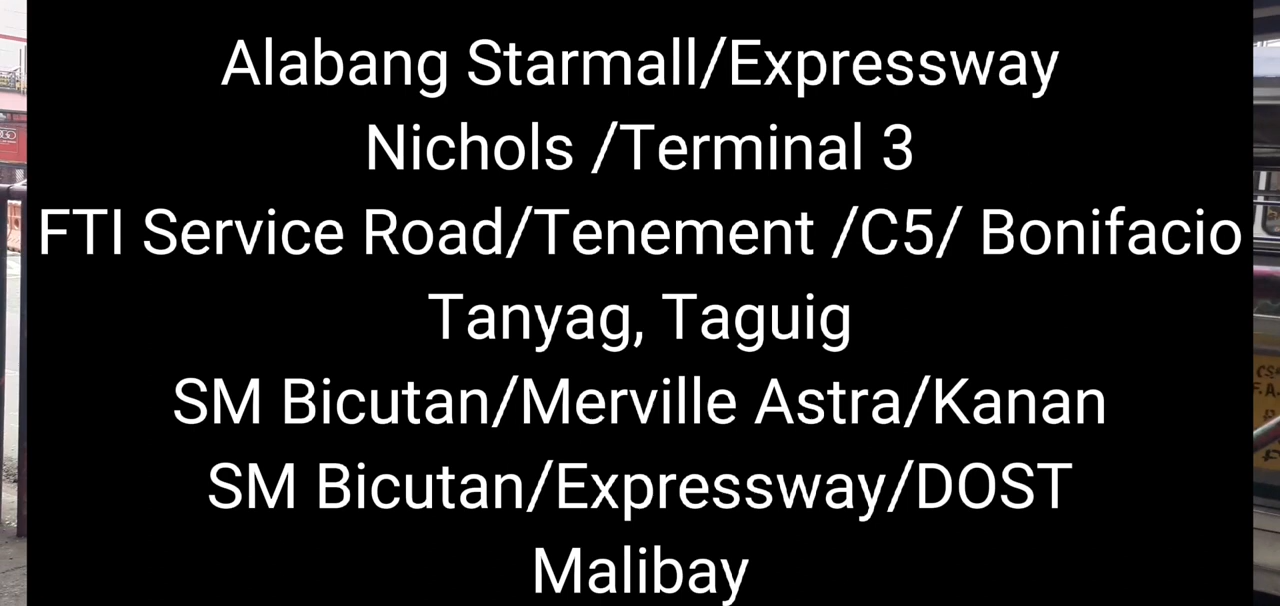 Alabang Starmall/Expressway
Nichols /Terminal 3
FTI Service Road/Tenement /C5/ Bonifacio
Tanyag, Taguig
SM Bicutan/Merville Astra/Kanan
SM Bicutan/Expressway/DOST
Malibay